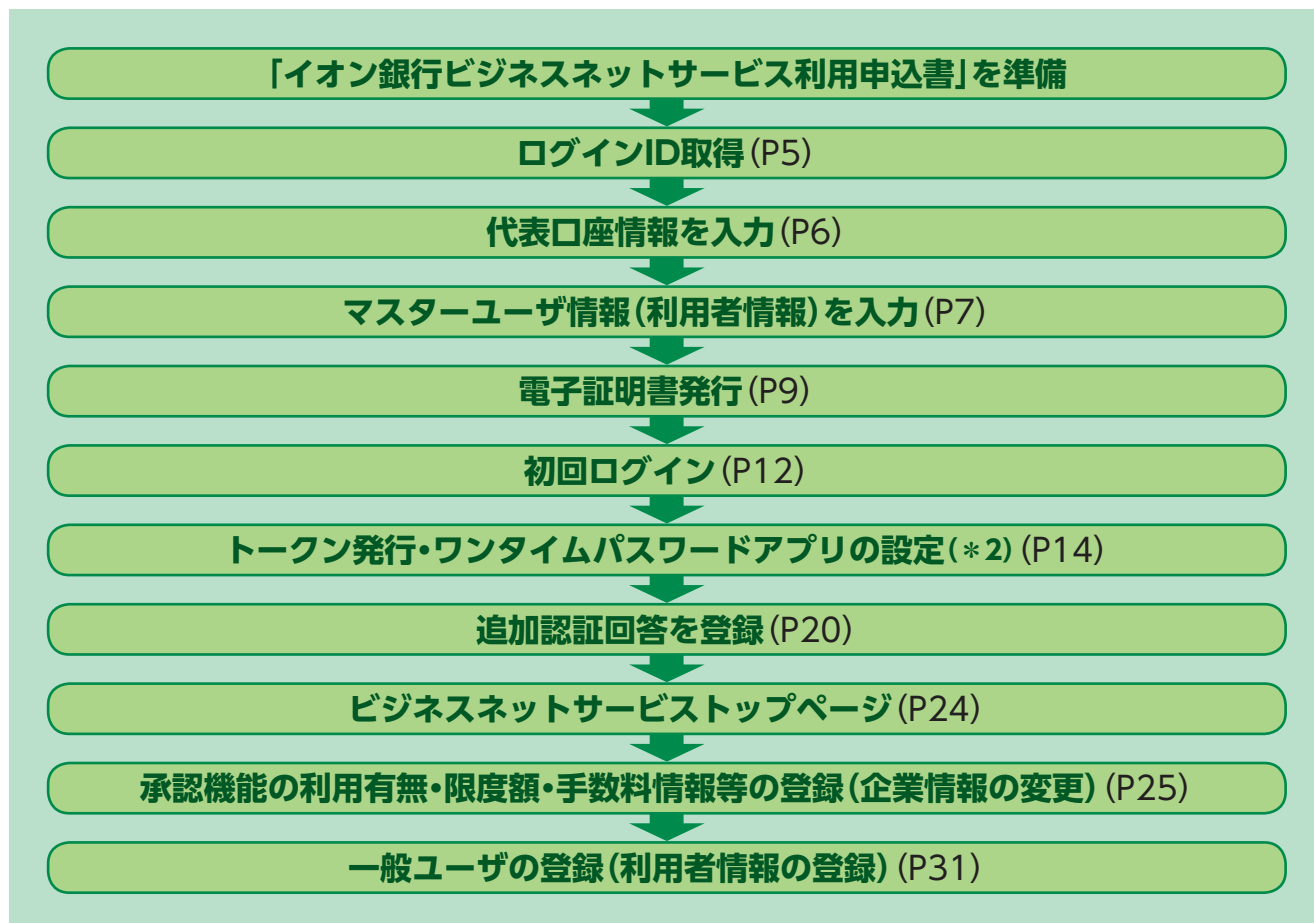 「イオン銀行ビジネスネットサービス利用申込書」を準備
ログインID取得(P5)
代表口座情報を入力(P6)
マスターユーザ情報(利用者情報)を入力(P7)
電子証明書発行(P9)
初回ログイン(P12)
トークン発行・ワンタイムパスワードアプリの設定(＊2)(P14)
追加認証回答を登録(P20)
ビジネスネットサービストップページ(P24)
承認機能の利用有無・限度額・手数料情報等の登録(企業情報の変更)(P25)
一般ユーザの登録(利用者情報の登録)(P31)